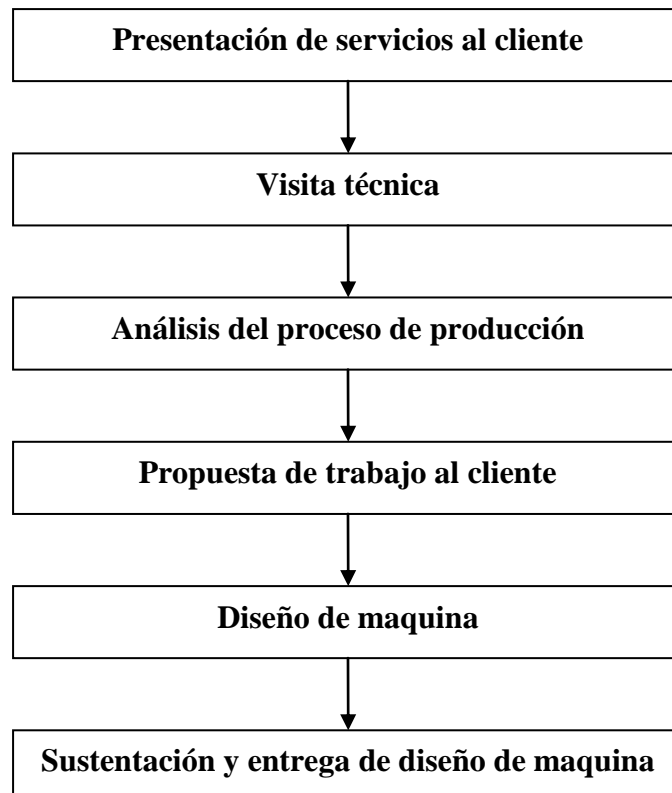 Presentación de servicios al cliente
Visita técnica
Análisis del proceso de producción
Propuesta de trabajo al cliente
Diseño de maquina
Sustentación y entrega de diseño de maquina